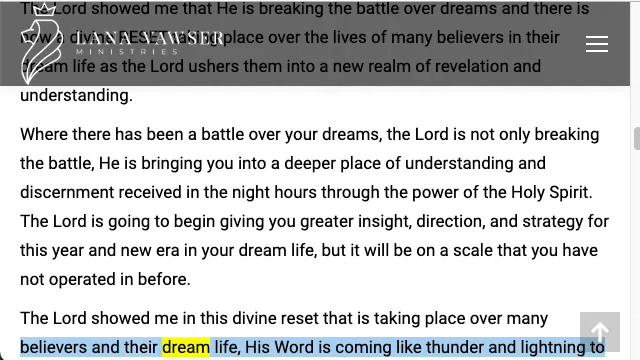 The Lord showed me that He is breaking the battle over dreams and there is
now a divine RESET taking place over the lives of many believers in their
LANA VAWSER
MINISTRIES
dream life as the Lord ushers them into a new realm of revelation and
understanding.
Where there has been a battle over your dreams, the Lord is not only breaking
the battle, He is bringing you into a deeper place of understanding and
discernment received in the night hours through the power of the Holy Spirit.
The Lord is going to begin giving you greater insight, direction, and strategy for
this year and new era in your dream life, but it will be on a scale that you have
not operated in before.
The Lord showed me in this divine reset that is taking place over many
believers and their dream life, His Word is coming like thunder and lightning to